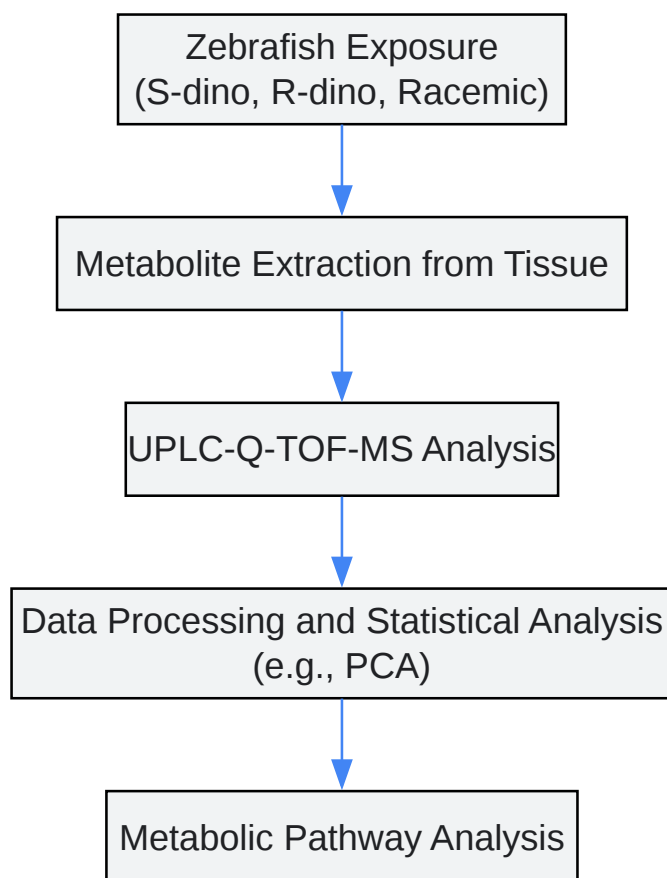 Zebrafish Exposure
(S-dino, R-dino, Racemic)
Metabolite Extraction from Tissue
UPLC-Q-TOF-MS Analysis
Data Processing and Statistical Analysis
(e.g., PCA)
Metabolic Pathway Analysis